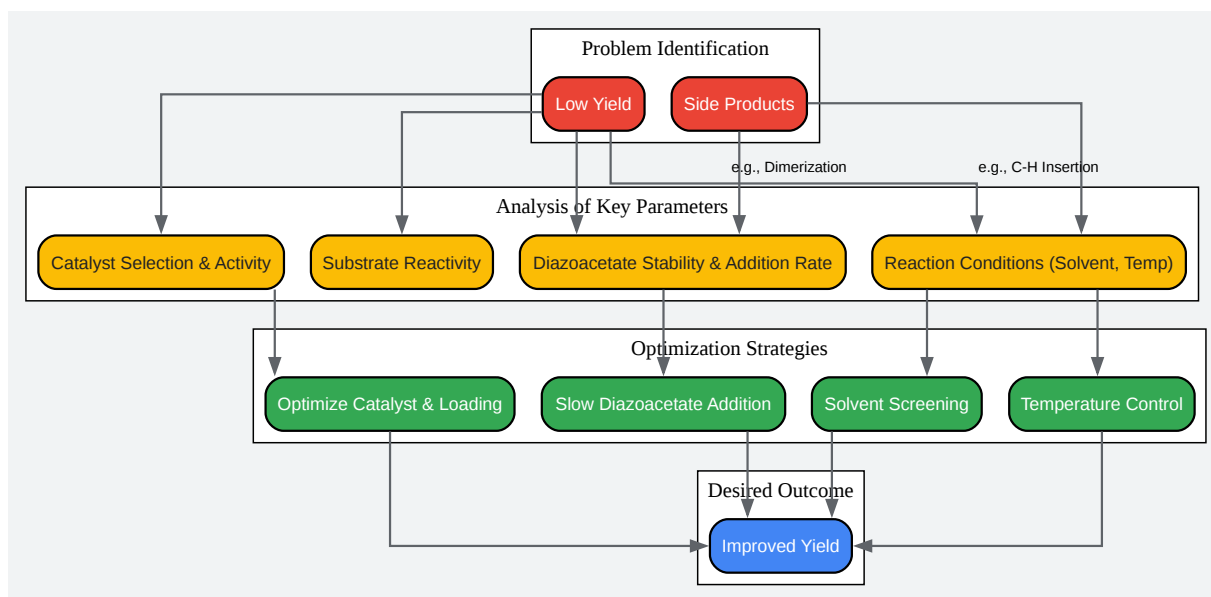 Problem Identification
Low Yield
Side Products
e.g., Dimerization
e.g., C-H Insertion
Analysis of Key Parameters
Catalyst Selection & Activity
Substrate Reactivity
Diazoacetate Stability & Addition Rate
Reaction Conditions (Solvent, Temp)
Optimization Strategies
Optimize Catalyst & Loading
Slow Diazoacetate Addition
Solvent Screening
Temperature Control
Desired Outcome
Improved Yield